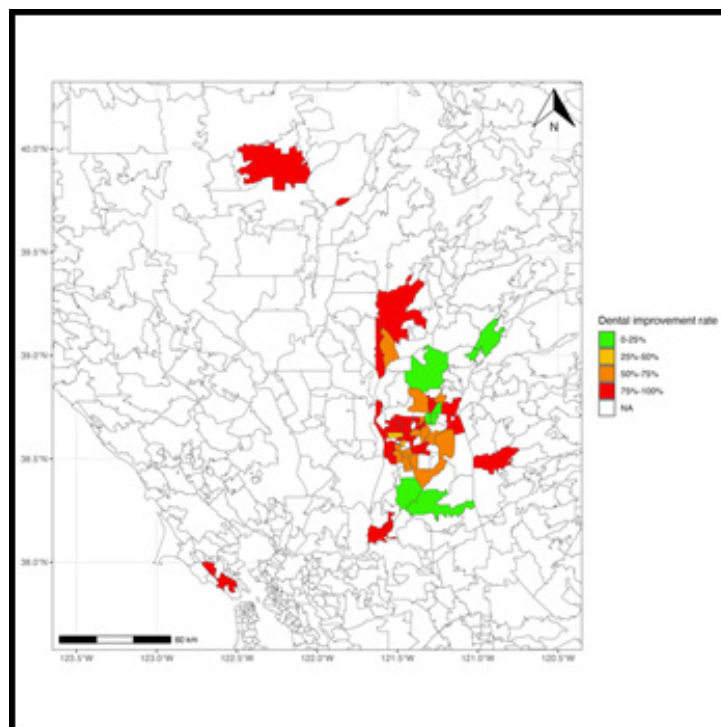 N
40.0°N
39.5°N
39.0°N
38.5°N
38.0°N
Dental improvement rate
0-25%
25%-50%
50%-75%
75%-100%
NA
60 km
123.5°W
123.0°W
122.5°W
122.0°W
121.5°W
121.0°W
120.5°W